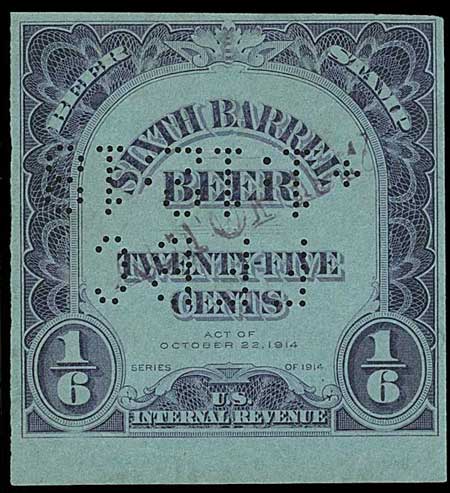 BEER STAMP
SIXTH BARREL
BEER
TWENTY-FIVE
CENTS
ACT OF
OCTOBER 22, 1914
SERIES OF 1914
1/6 1/6
U.S.
INTERNAL REVENUE